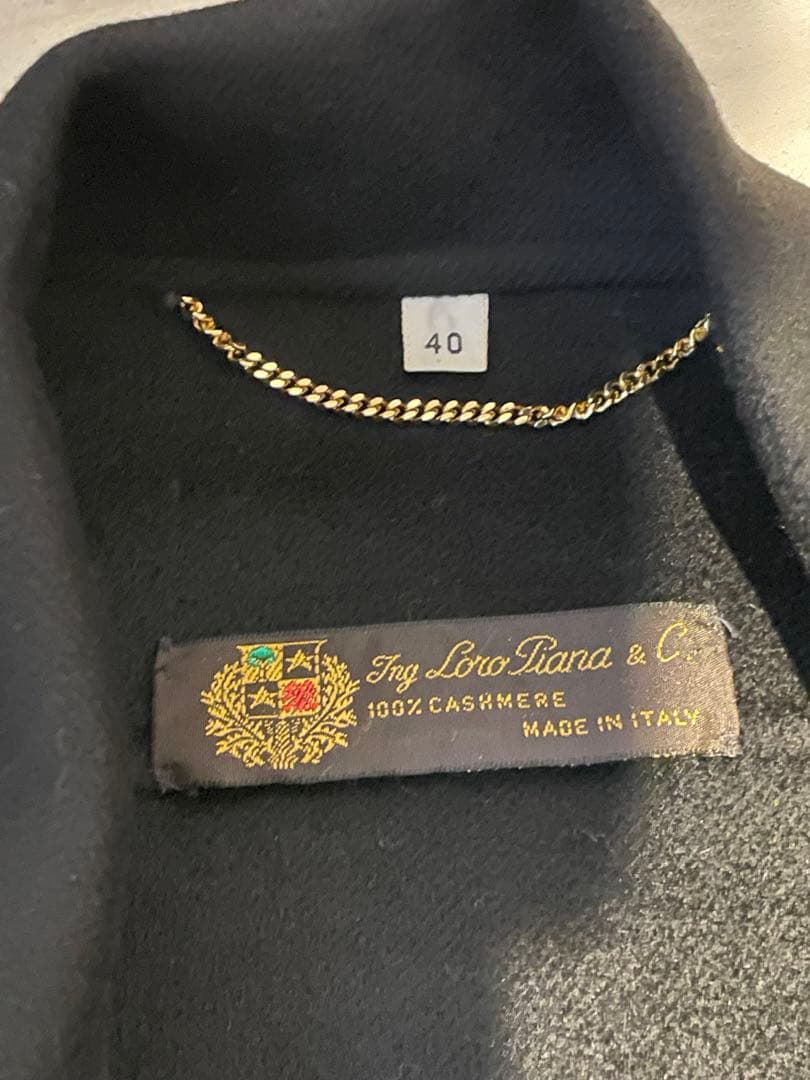 40
Ing Loro Piana & C.
100% CASHMERE
MADE IN ITALY